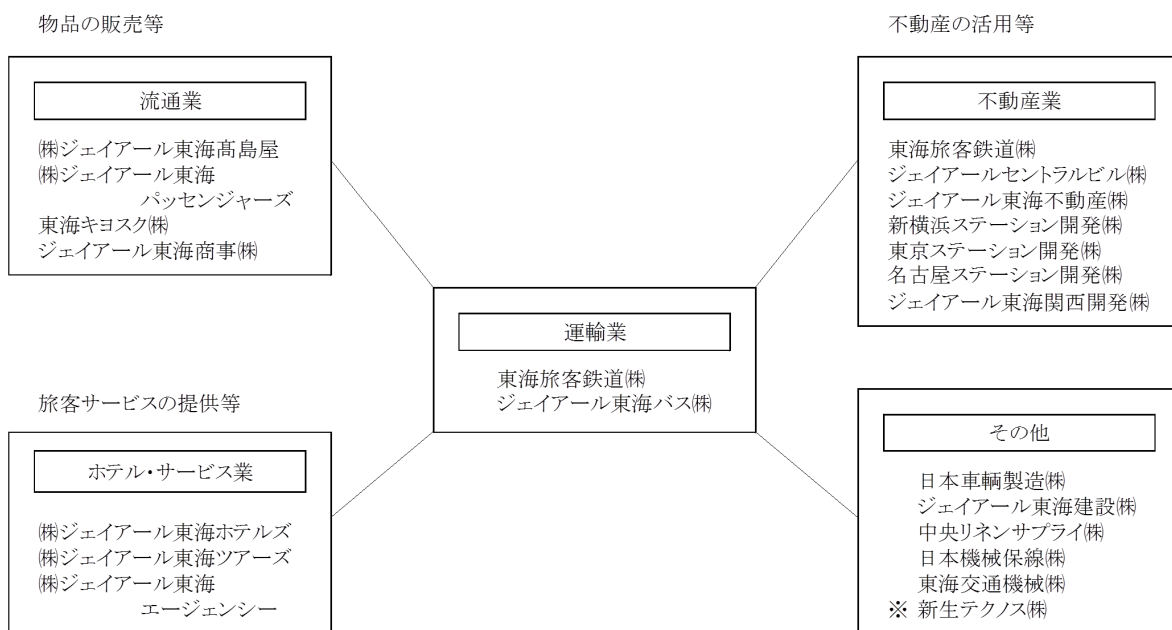 物品の販売等
流通業
㈱ジェイアール東海髙島屋
㈱ジェイアール東海
パッセンジャーズ
東海キヨスク㈱
ジェイアール東海商事㈱
不動産の活用等
不動産業
東海旅客鉄道㈱
ジェイアールセントラルビル㈱
ジェイアール東海不動産㈱
新横浜ステーション開発㈱
東京ステーション開発㈱
名古屋ステーション開発㈱
ジェイアール東海関西開発㈱
運輸業
東海旅客鉄道㈱
ジェイアール東海バス㈱
旅客サービスの提供等
ホテル・サービス業
㈱ジェイアール東海ホテルズ
㈱ジェイアール東海ツアーズ
㈱ジェイアール東海
エージェンシー
その他
日本車輌製造㈱
ジェイアール東海建設㈱
中央リネンサプライ㈱
日本機械保線㈱
東海交通機械㈱
※ 新生テクノス㈱